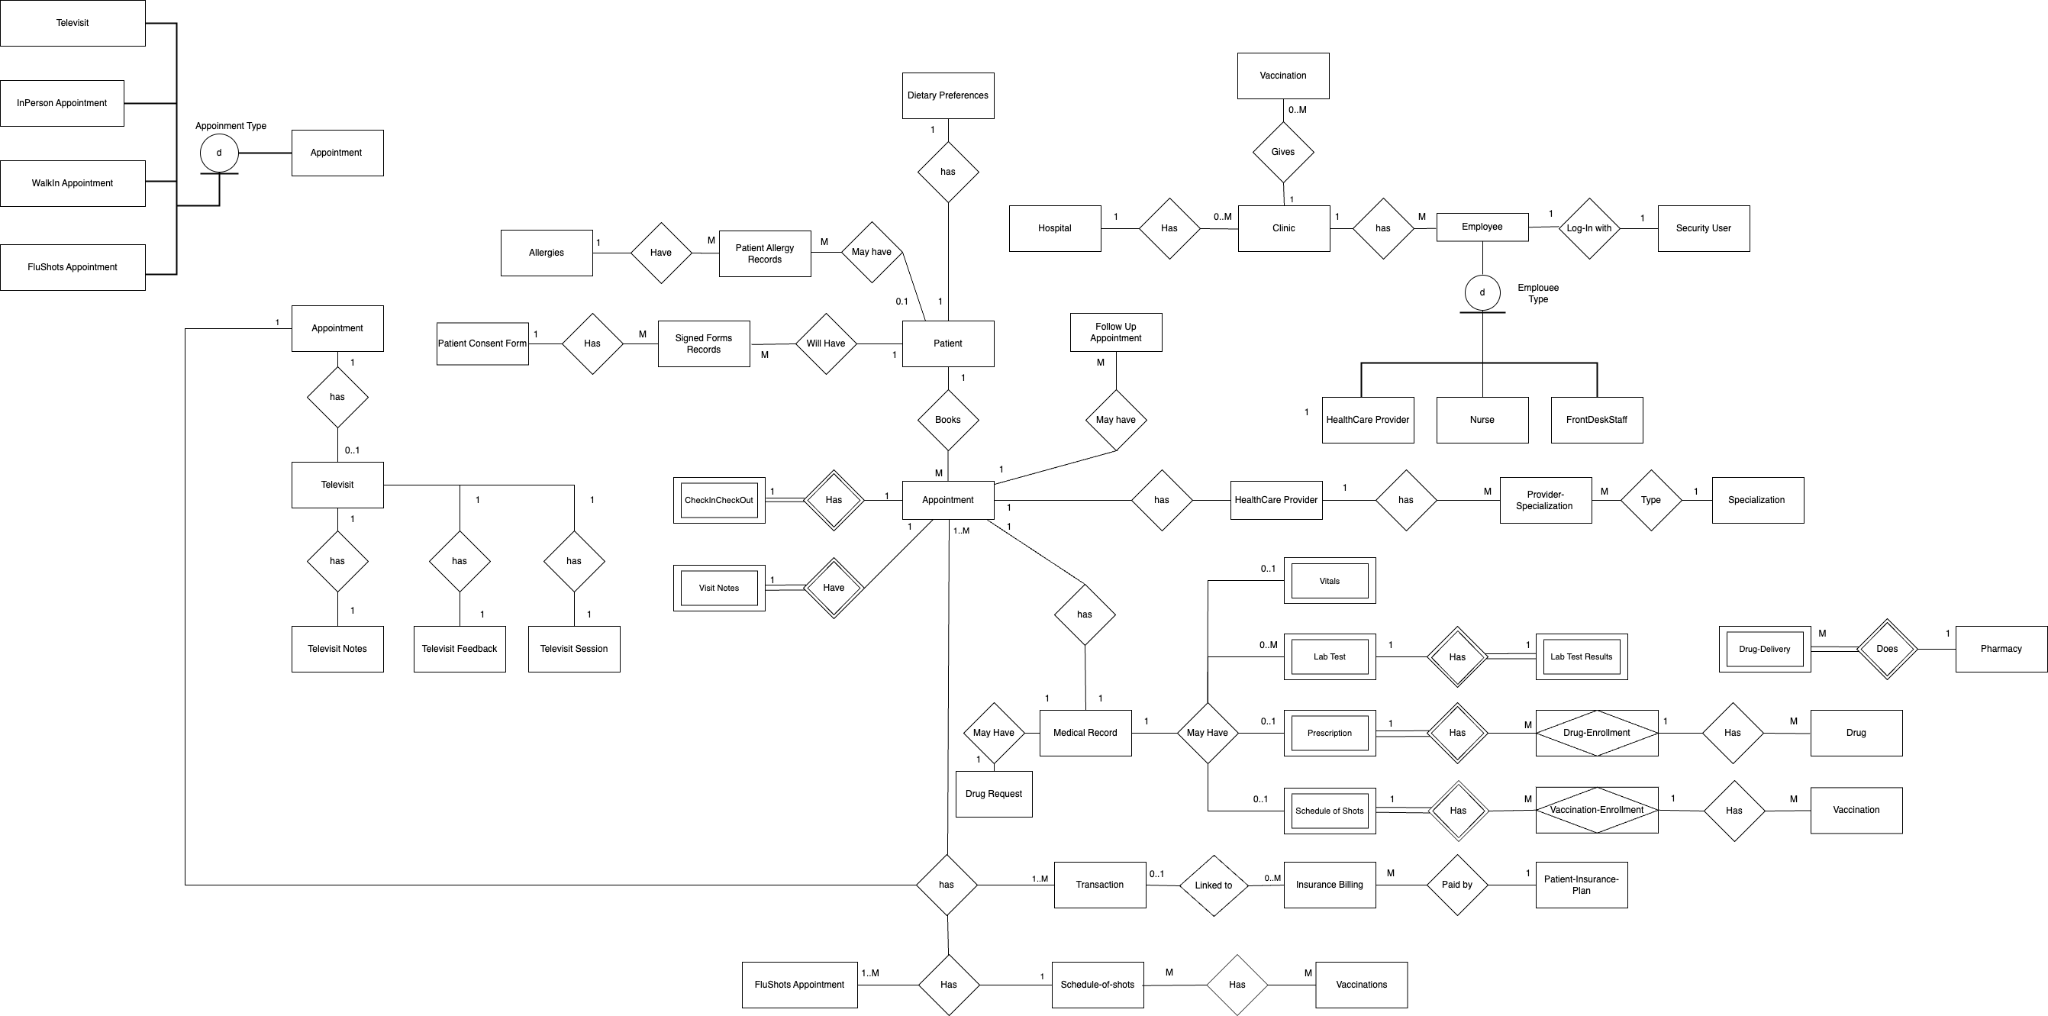 Televisit
InPerson Appointment
WalkIn Appointment
FluShots Appointment
Appoinment Type
d
Appointment
Dietary Preferences
1
has
1
Allergies
1
Have
M
Patient Allergy
Records
M
May have
0.1
Patient Consent Form
1
Has
M
Signed Forms
Records
M
Will Have
1
Patient
1
Books
M
Follow Up
Appointment
M
May have
1
Vaccination
0..M
Gives
1
Hospital
1
Has
0..M
Clinic
1
has
M
Employee
1
Log-In with
1
Security User
d
Emplouee
Type
1
HealthCare Provider
Nurse
FrontDeskStaff
1
Appointment
1
has
0..1
Televisit
1
has
1
Televisit Notes
1
has
1
Televisit Feedback
1
has
1
Televisit Session
CheckInCheckOut
1
Has
1
Appointment
1
has
HealthCare Provider
1
has
M
Provider-
Specialization
M
Type
1
Specialization
Visit Notes
1
Have
1
1..M
1
has
1
1
May Have
1
Drug Request
Medical Record
1
May Have
0..1
Vitals
0..M
Lab Test
1
Has
1
Lab Test Results
0..1
Prescription
1
Has
M
Drug-Enrollment
1
Has
M
Drug
0..1
Schedule of Shots
1
Has
M
Vaccination-Enrollment
1
Has
M
Vaccination
Drug-Delivery
M
Does
1
Pharmacy
has
1..M
Transaction
0..1
Linked to
0..M
Insurance Billing
M
Paid by
1
Patient-Insurance-
Plan
FluShots Appointment
1..M
Has
1
Schedule-of-shots
M
Has
M
Vaccinations